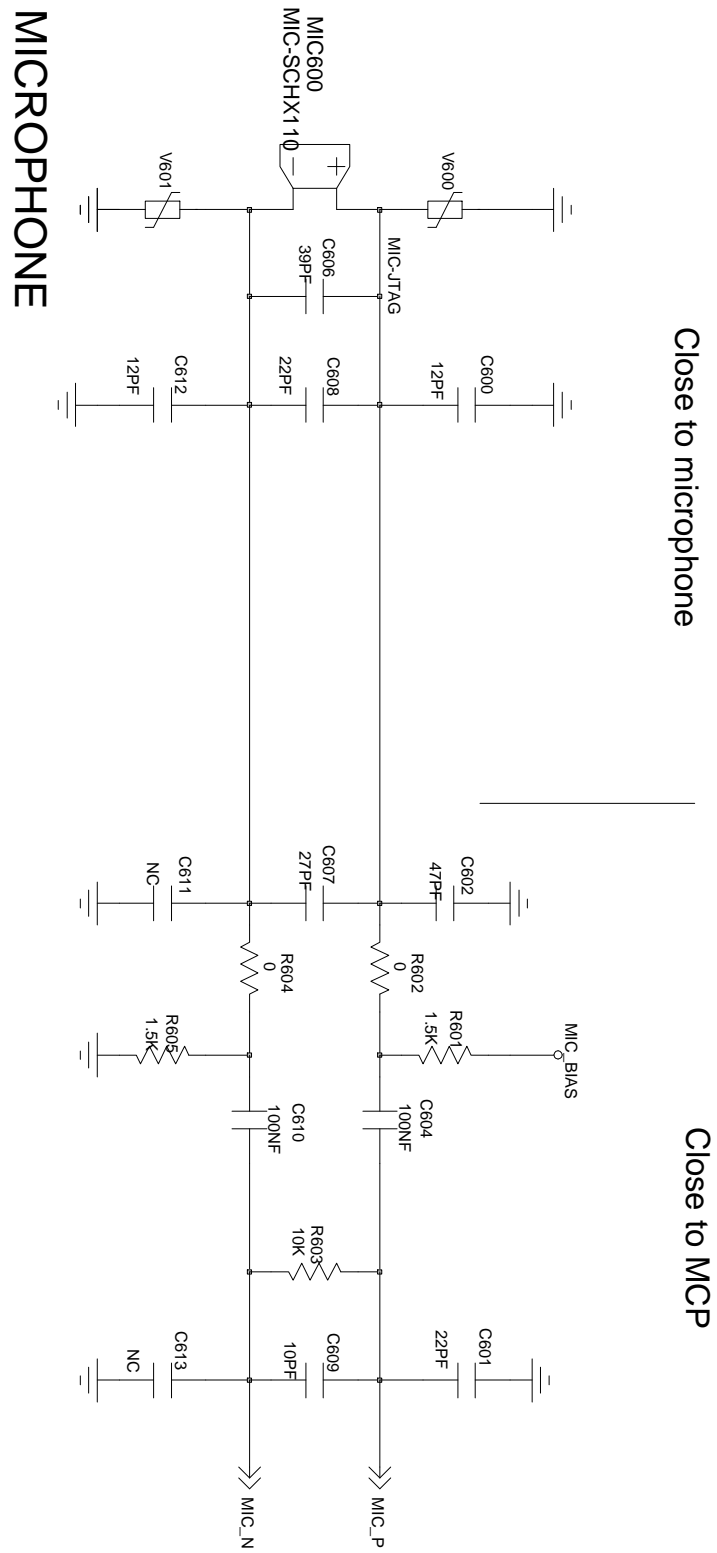 MICROPHONE
Close to microphone
Close to MCP
MIC600
MIC-SCHX110
+
–
V600
V601
MIC-JTAG
C606
39PF
C600
12PF
C608
22PF
C612
12PF
C602
47PF
C607
27PF
C611
NC
R602
0
R604
0
MIC_BIAS
R601
1.5K
R605
1.5K
C604
100NF
C610
100NF
R603
10K
C601
22PF
C609
10PF
C613
NC
MIC_P
MIC_N